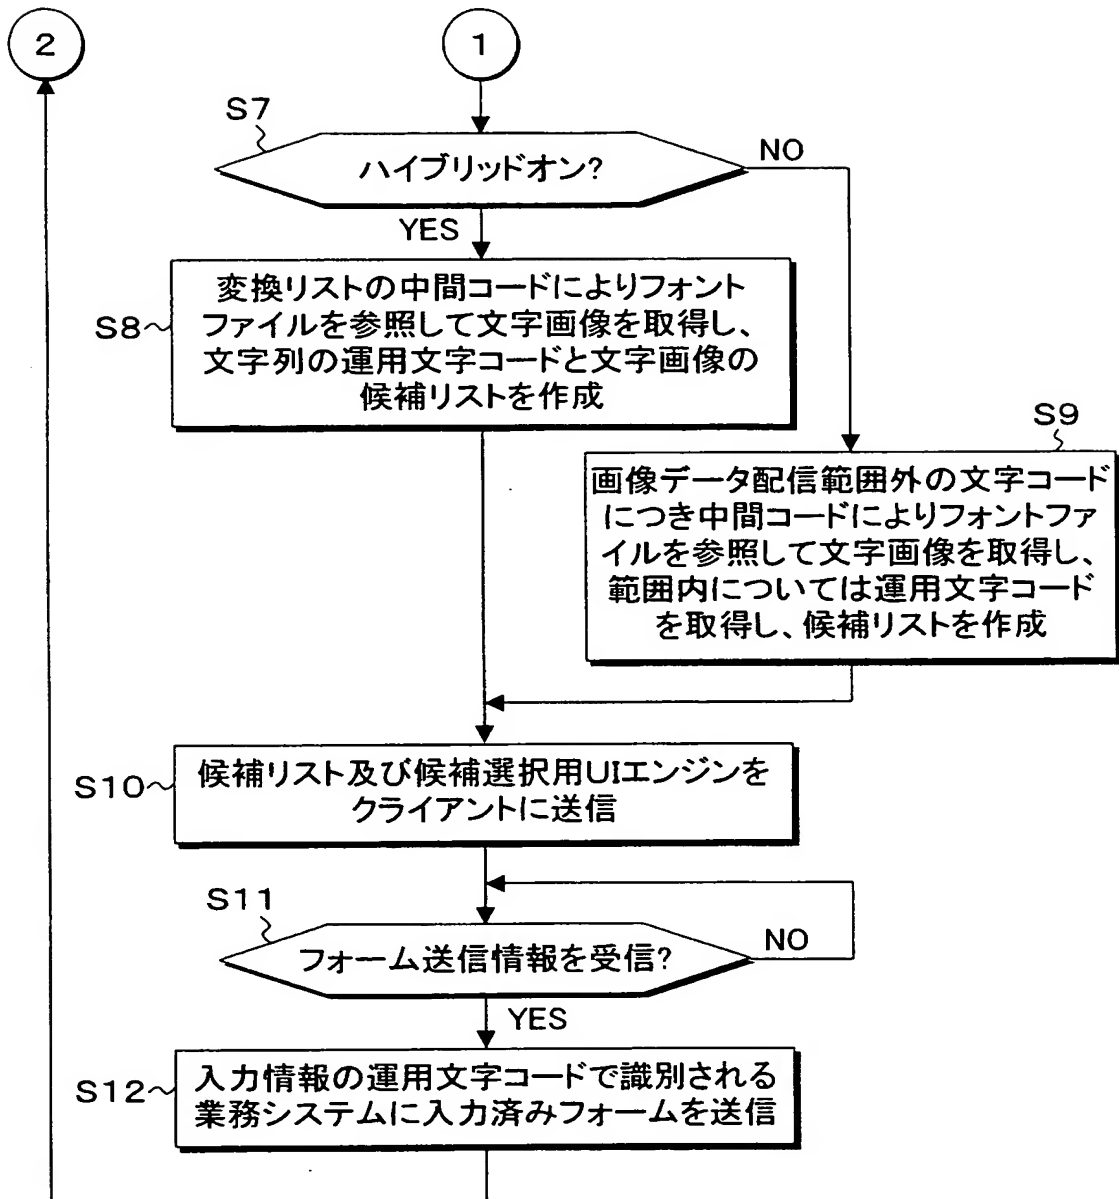 2
1
S7
ハイブリッドオン?
NO
YES
S8
変換リストの中間コードによりフォント
ファイルを参照して文字画像を取得し、
文字列の運用文字コードと文字画像の
候補リストを作成
S9
画像データ配信範囲外の文字コード
につき中間コードによりフォントファ
イルを参照して文字画像を取得し、
範囲内については運用文字コード
を取得し、候補リストを作成
S10
候補リスト及び候補選択用UIエンジンを
クライアントに送信
S11
フォーム送信情報を受信?
NO
YES
S12
入力情報の運用文字コードで識別される
業務システムに入力済みフォームを送信